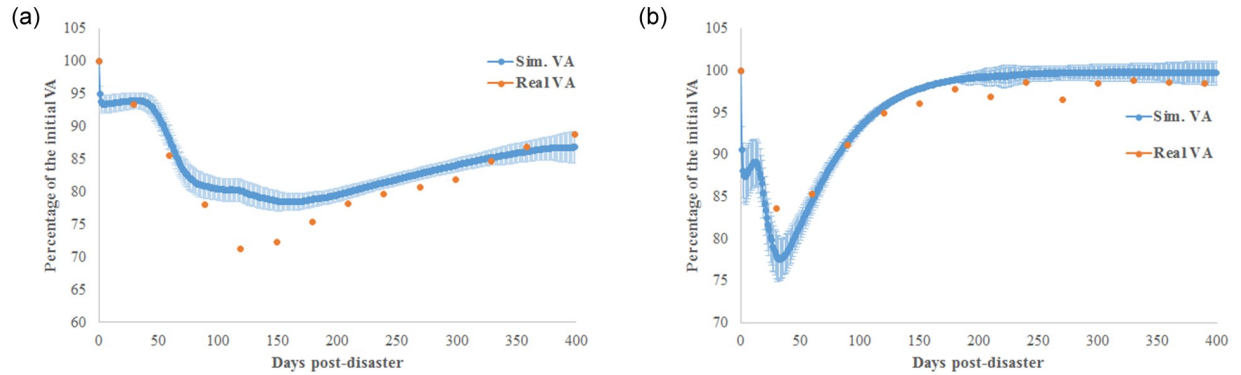 (a)
105
100
95
90
85
80
75
70
65
60
Percentage of the initial VA
0 50 100 150 200 250 300 350 400
Days post-disaster
Sim. VA
Real VA
(b)
105
100
95
90
85
80
75
70
Percentage of the initial VA
0 50 100 150 200 250 300 350 400
Days post-disaster
Sim. VA
Real VA